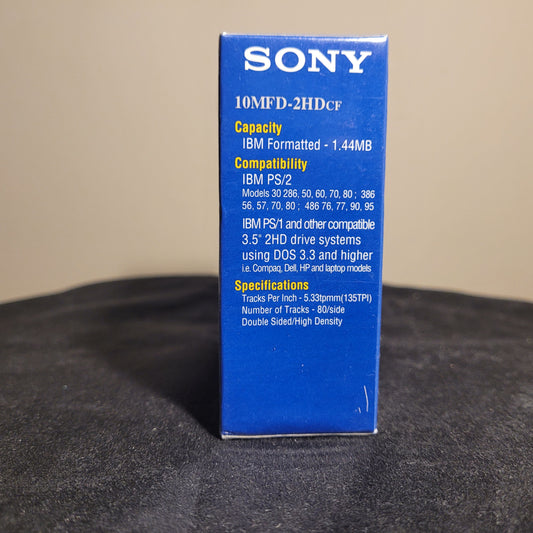 SONY
10MFD-2HDCF
Capacity
IBM Formatted - 1.44MB
Compatibility
IBM PS/2
Models 30 286, 50, 60, 70, 80 ; 386
56, 57, 70, 80 ; 486 76, 77, 90, 95
IBM PS/1 and other compatible
3.5" 2HD drive systems
using DOS 3.3 and higher
i.e. Compaq, Dell, HP and laptop models
Specifications
Tracks Per Inch - 5.33tpmm(135TPI)
Number of Tracks - 80/side
Double Sided/High Density